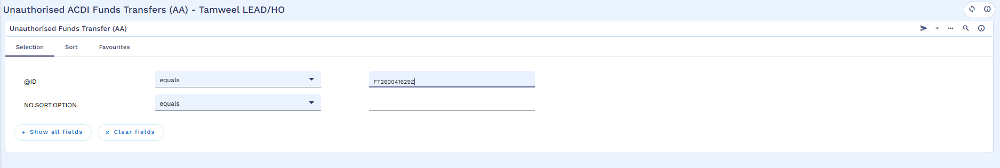 Unauthorised ACDI Funds Transfers (AA) - Tamweel LEAD/HO
Unauthorised Funds Transfer (AA)
Selection Sort Favourites
@ID equals FT260041629Z
NO.SORT.OPTION equals
+ Show all fields × Clear fields